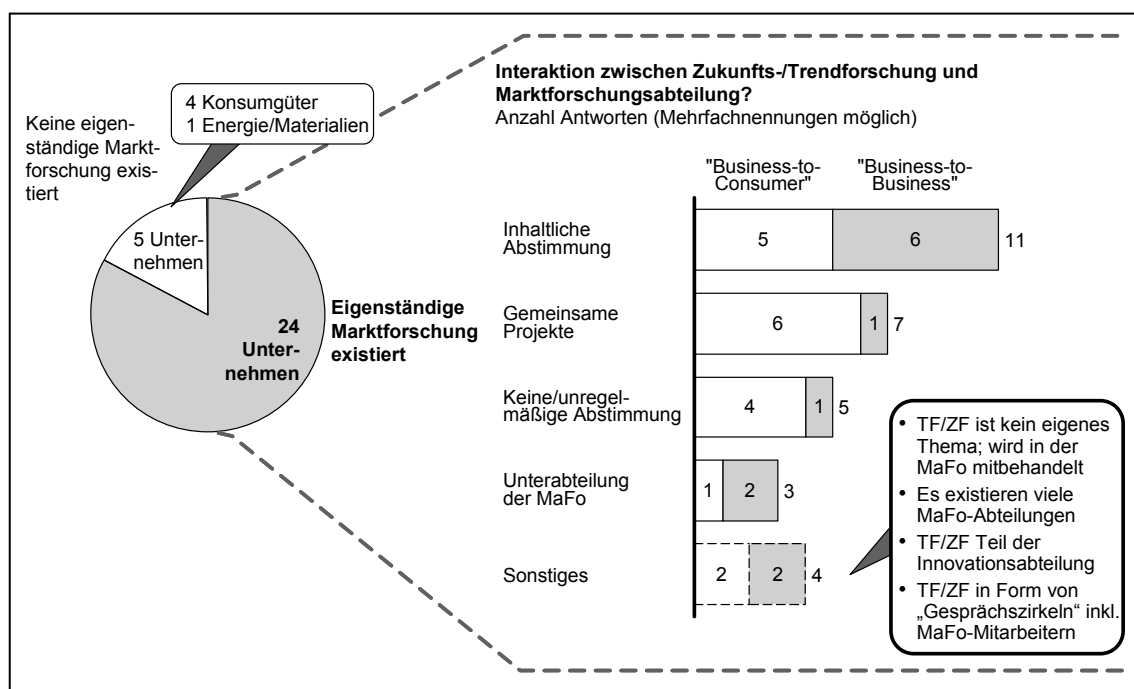 Keine eigen-
ständige Markt-
forschung exis-
tiert
4 Konsumgüter
1 Energie/Materialien
5 Unter-
nehmen
24
Unter-
nehmen
Eigenständige
Marktforschung
existiert
Interaktion zwischen Zukunfts-/Trendforschung und
Marktforschungsabteilung?
Anzahl Antworten (Mehrfachnennungen möglich)
"Business-to-
Consumer"
"Business-to-
Business"
Inhaltliche
Abstimmung
5
6
11
Gemeinsame
Projekte
6
1
7
Keine/unregel-
mäßige Abstimmung
4
1
5
Unterabteilung
der MaFo
1
2
3
Sonstiges
2
2
4
• TF/ZF ist kein eigenes
Thema; wird in der
MaFo mitbehandelt
• Es existieren viele
MaFo-Abteilungen
• TF/ZF Teil der
Innovationsabteilung
• TF/ZF in Form von
„Gesprächszirkeln“ inkl.
MaFo-Mitarbeitern